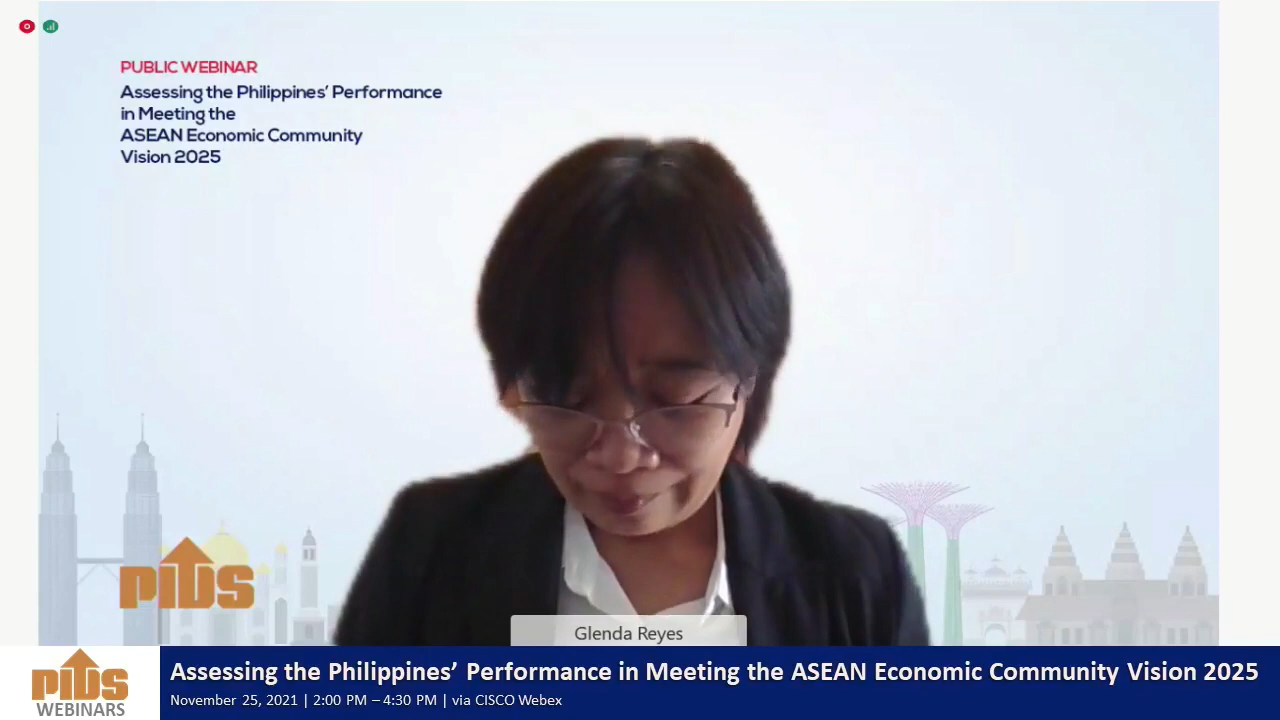 PUBLIC WEBINAR
Assessing the Philippines' Performance
in Meeting the
ASEAN Economic Community
Vision 2025
PIDS
Glenda Reyes
PIDS
WEBINARS
Assessing the Philippines' Performance in Meeting the ASEAN Economic Community Vision 2025
November 25, 2021 | 2:00 PM – 4:30 PM | via CISCO Webex